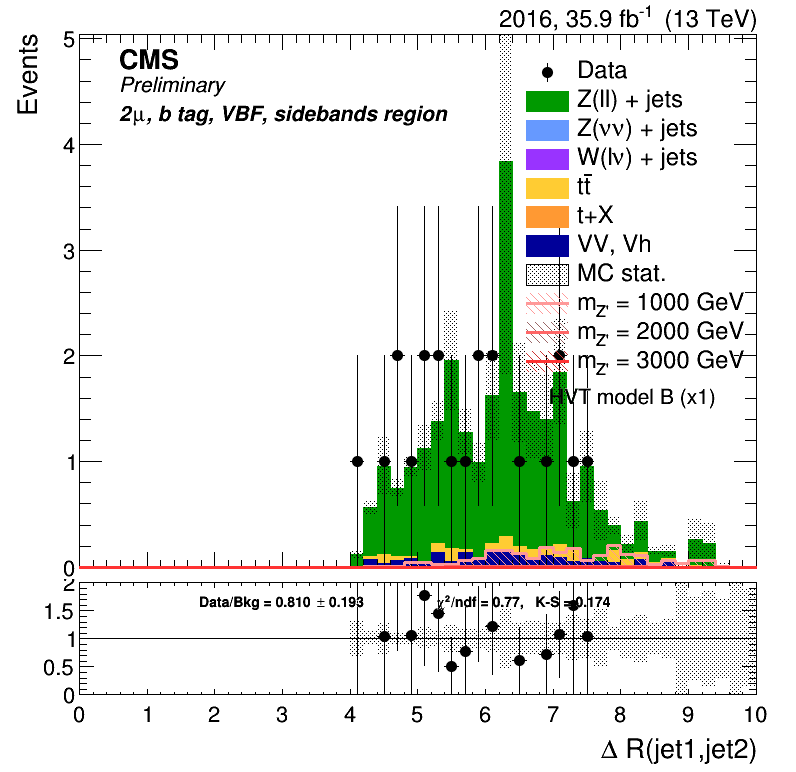 2016, 35.9 fb⁻¹ (13 TeV)
Events
CMS
Preliminary
2μ, b tag, VBF, sidebands region
Data
Z(ll) + jets
Z(νν) + jets
W(lν) + jets
tt̄
t+X
VV, Vh
MC stat.
m_Z' = 1000 GeV
m_Z' = 2000 GeV
m_Z' = 3000 GeV
HVT model B (x1)
5
4
3
2
1
0
Data/Bkg = 0.810 ± 0.193
χ²/ndf = 0.77, K-S = 0.174
2
1.5
1
0.5
0
0 1 2 3 4 5 6 7 8 9 10
Δ R(jet1,jet2)